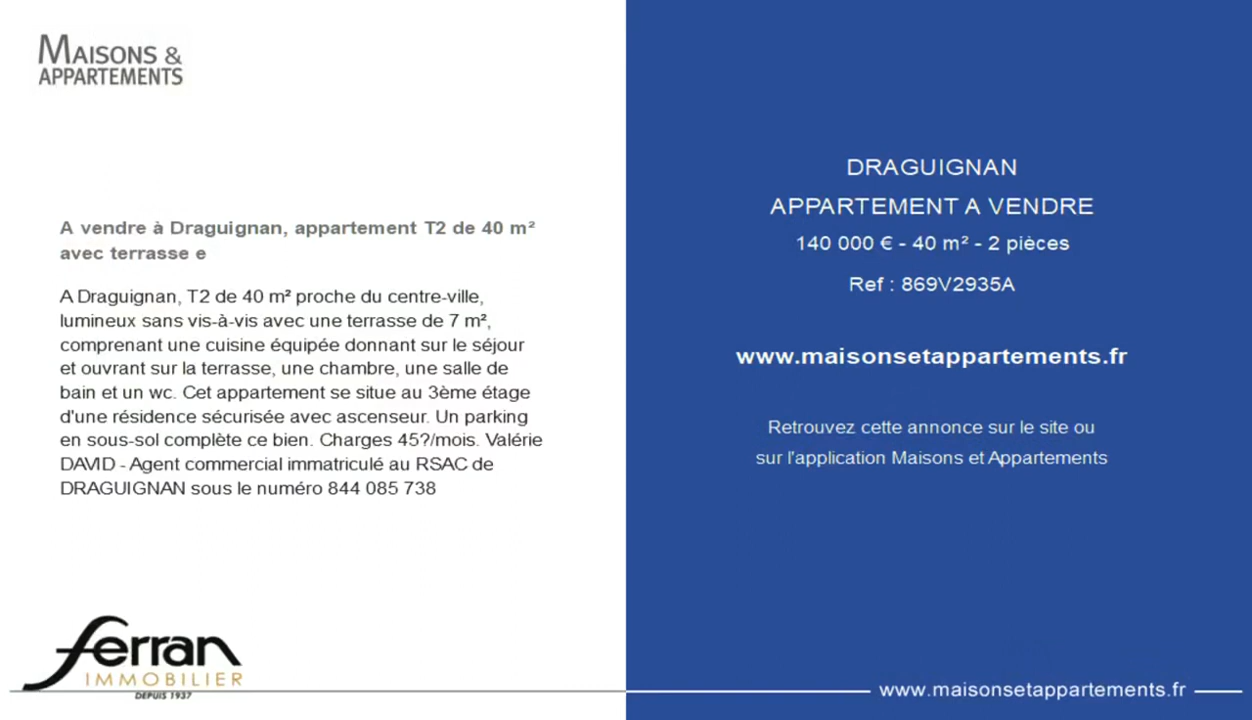 MAISONS &
APPARTEMENTS
A vendre à Draguignan, appartement T2 de 40 m²
avec terrasse e
A Draguignan, T2 de 40 m² proche du centre-ville,
lumineux sans vis-à-vis avec une terrasse de 7 m²,
comprenant une cuisine équipée donnant sur le séjour
et ouvrant sur la terrasse, une chambre, une salle de
bain et un wc. Cet appartement se situe au 3ème étage
d'une résidence sécurisée avec ascenseur. Un parking
en sous-sol complète ce bien. Charges 45?/mois. Valérie
DAVID - Agent commercial immatriculé au RSAC de
DRAGUIGNAN sous le numéro 844 085 738
ferran
IMMOBILIER
DEPUIS 1937
DRAGUIGNAN
APPARTEMENT A VENDRE
140 000 € - 40 m² - 2 pièces
Ref : 869V2935A
www.maisonsetappartements.fr
Retrouvez cette annonce sur le site ou
sur l'application Maisons et Appartements
www.maisonsetappartements.fr